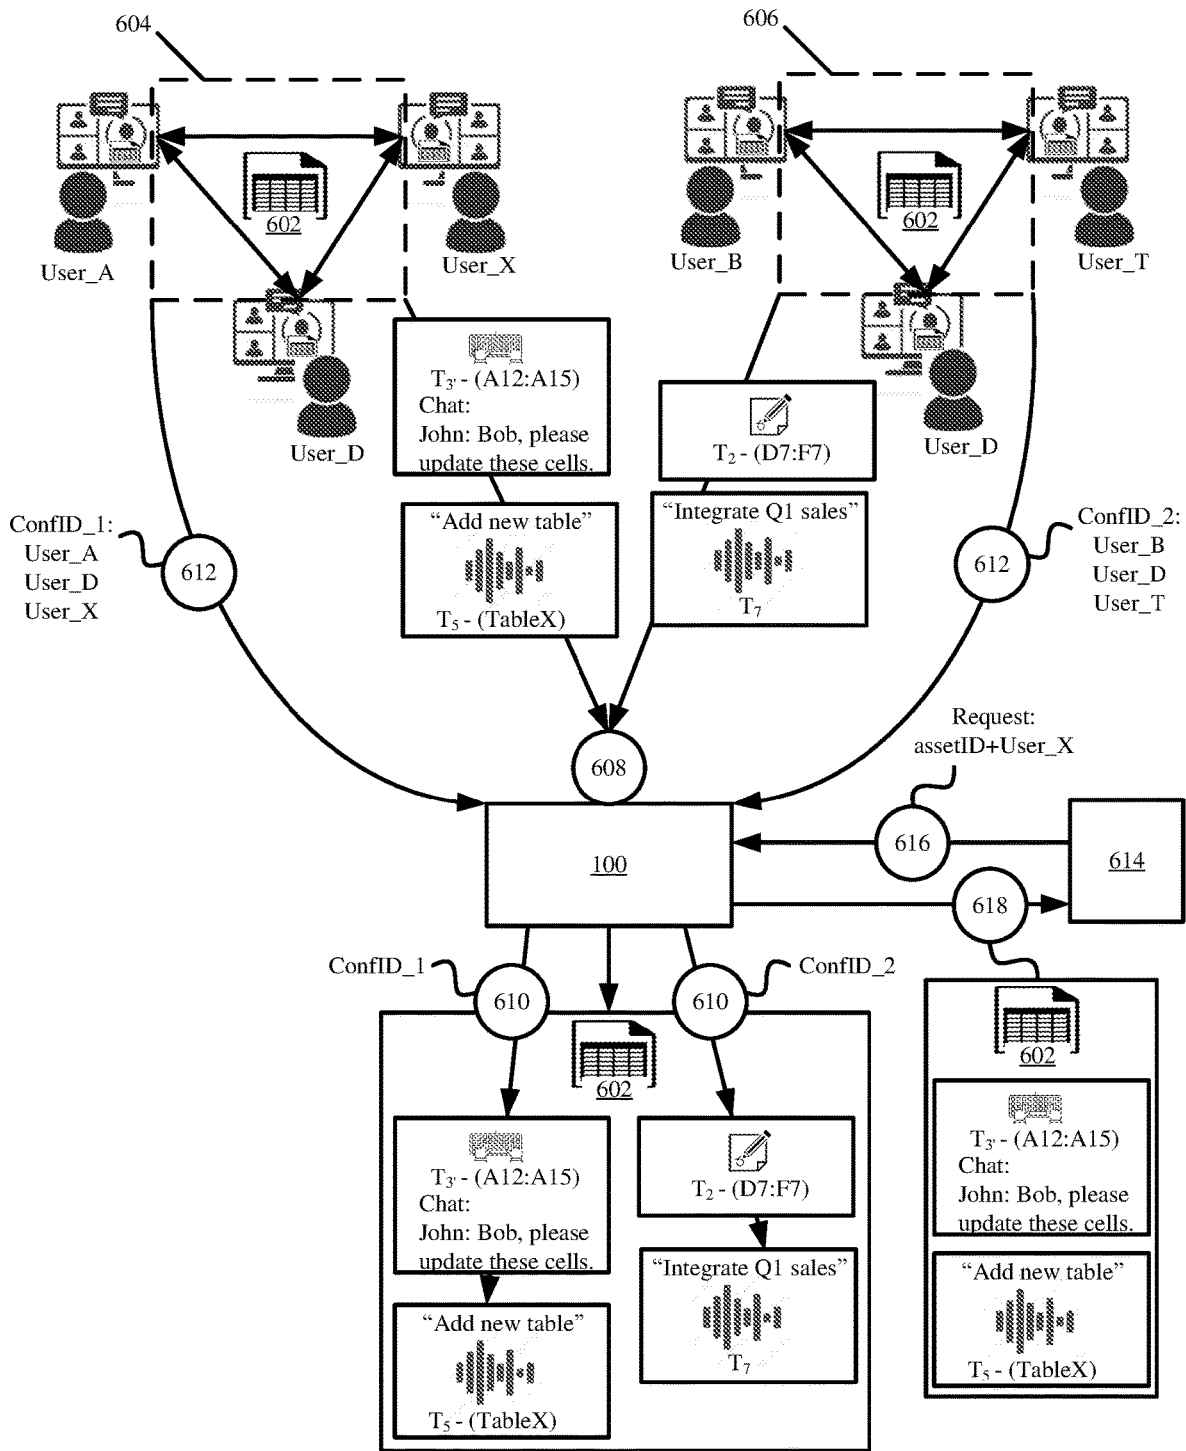 604
606
602
602
User_A
User_X
User_B
User_T
User_D
User_D
T3' - (A12:A15)
Chat:
John: Bob, please
update these cells.
T2 - (D7:F7)
"Add new table"
T5 - (TableX)
"Integrate Q1 sales"
T7
ConfID_1:
User_A
User_D
User_X
612
612
ConfID_2:
User_B
User_D
User_T
608
Request:
assetID+User_X
616
100
614
618
ConfID_1
610
610
ConfID_2
602
T3' - (A12:A15)
Chat:
John: Bob, please
update these cells.
"Add new table"
T5 - (TableX)
T2 - (D7:F7)
"Integrate Q1 sales"
T7
602
T3' - (A12:A15)
Chat:
John: Bob, please
update these cells.
"Add new table"
T5 - (TableX)